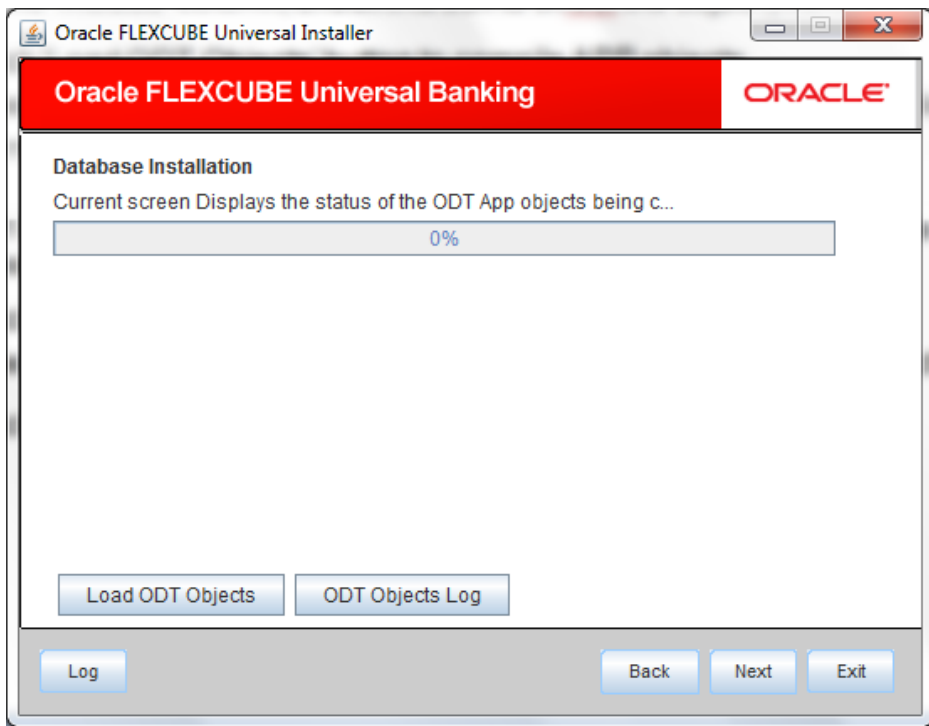 Oracle FLEXCUBE Universal Installer
Oracle FLEXCUBE Universal Banking
ORACLE®
Database Installation
Current screen Displays the status of the ODT App objects being c...
0%
Load ODT Objects ODT Objects Log
Log Back Next Exit